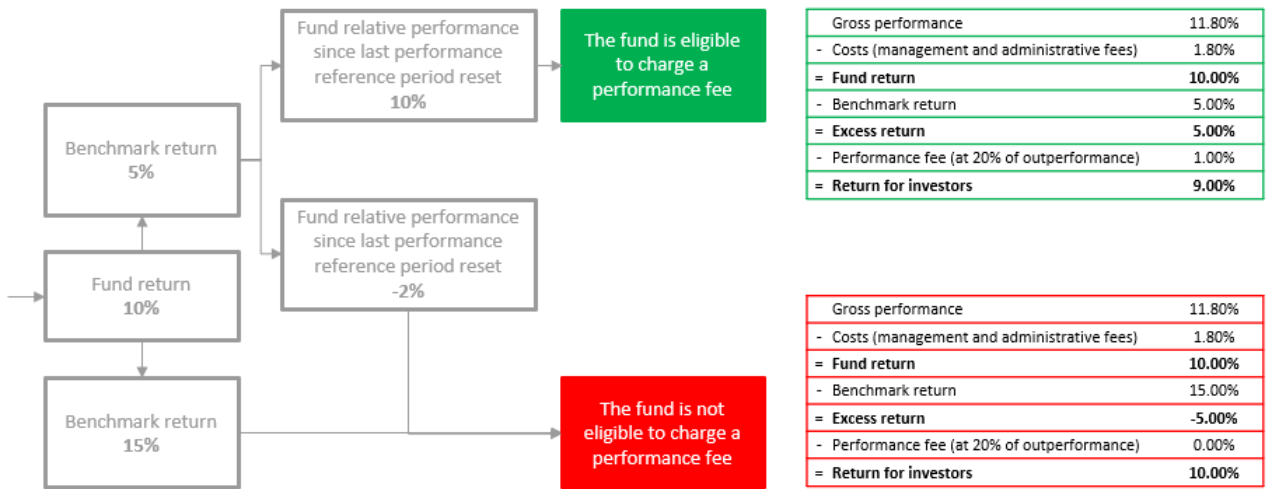 Fund relative performance
since last performance
reference period reset
10%
The fund is eligible
to charge a
performance fee
Benchmark return
5%
Fund relative performance
since last performance
reference period reset
-2%
Fund return
10%
Benchmark return
15%
The fund is not
eligible to charge a
performance fee
Gross performance 11.80%
- Costs (management and administrative fees) 1.80%
= Fund return 10.00%
- Benchmark return 5.00%
= Excess return 5.00%
- Performance fee (at 20% of outperformance) 1.00%
= Return for investors 9.00%
Gross performance 11.80%
- Costs (management and administrative fees) 1.80%
= Fund return 10.00%
- Benchmark return 15.00%
= Excess return -5.00%
- Performance fee (at 20% of outperformance) 0.00%
= Return for investors 10.00%